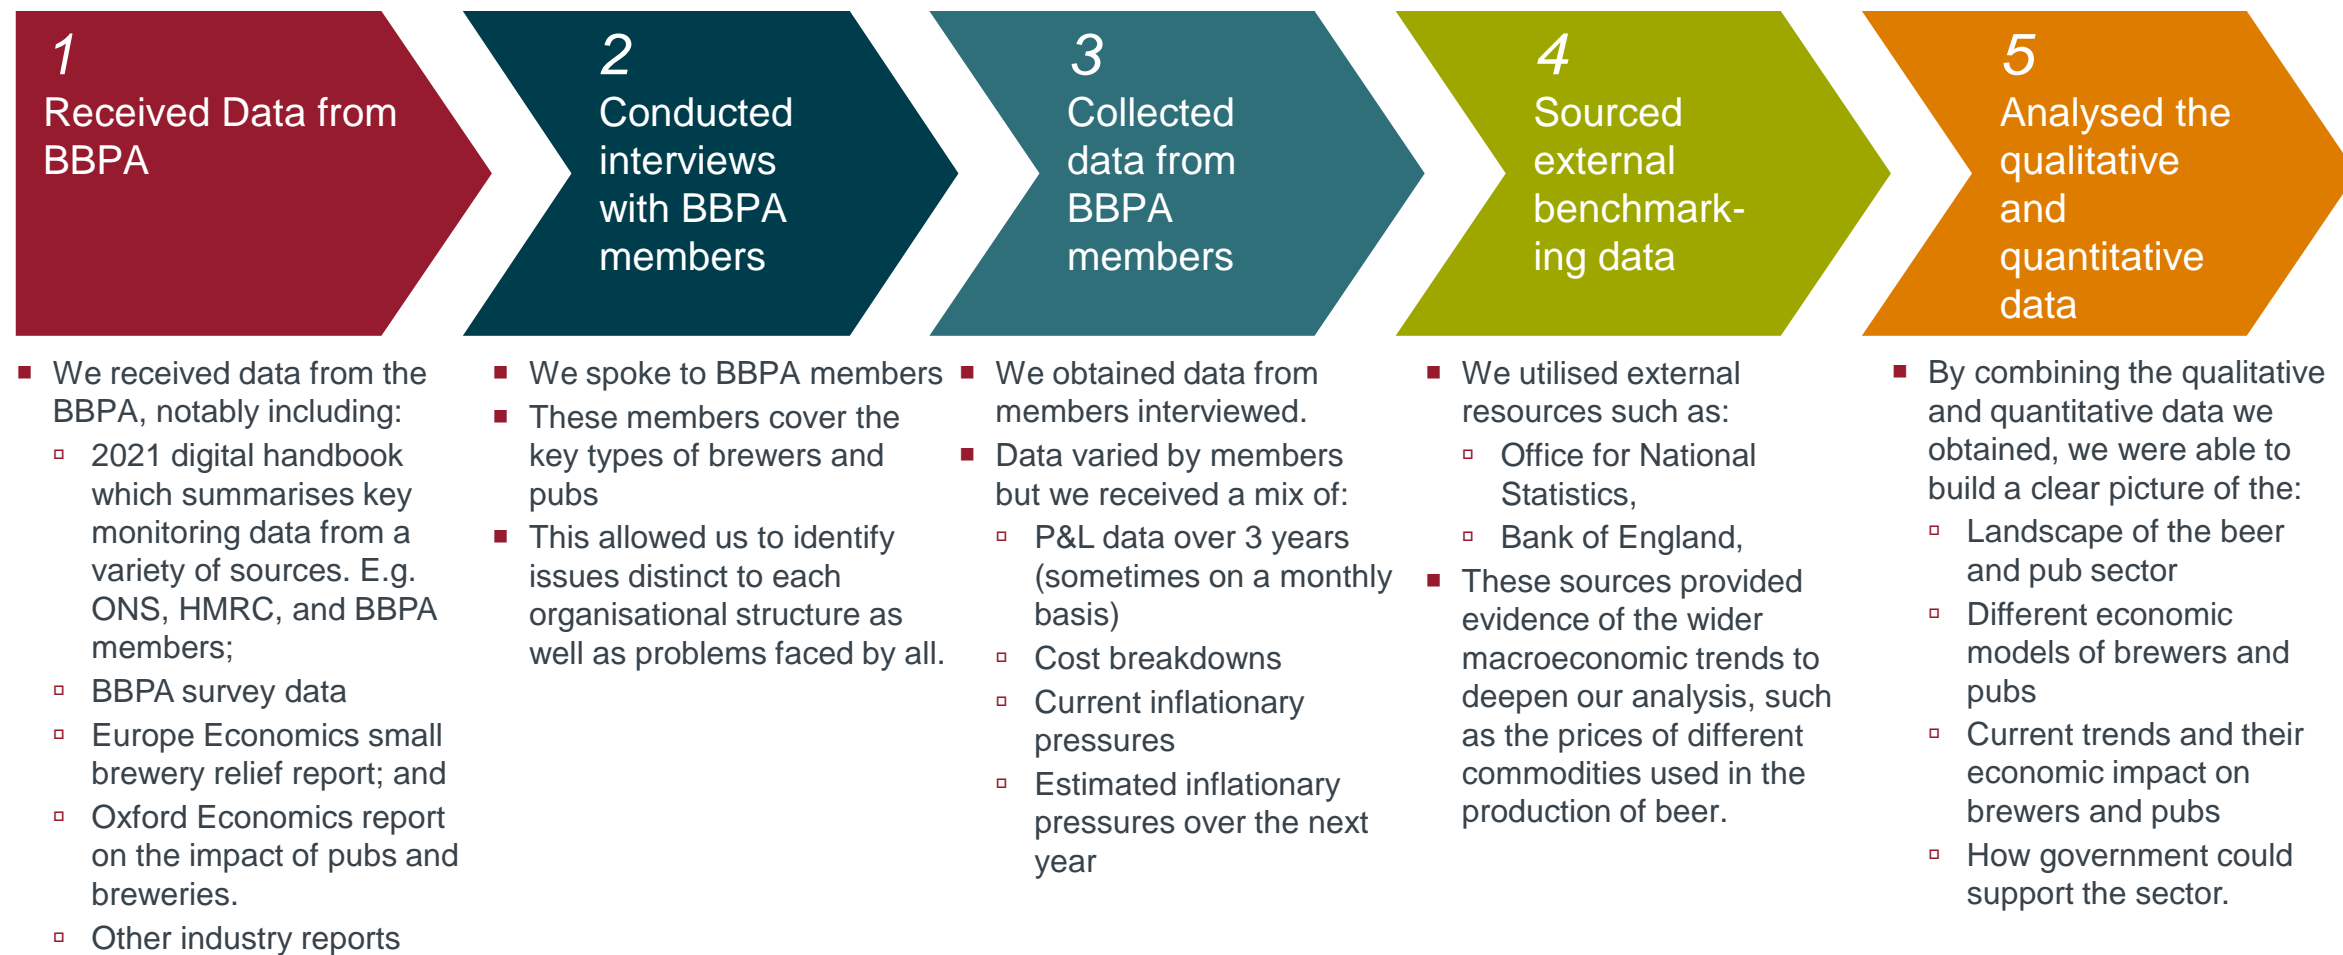 1
Received Data from
BBPA
2
Conducted
interviews
with BBPA
members
3
Collected
data from
BBPA
members
4
Sourced
external
benchmark-
ing data
5
Analysed the
qualitative
and
quantitative
data
We received data from the
BBPA, notably including:
2021 digital handbook
which summarises key
monitoring data from a
variety of sources. E.g.
ONS, HMRC, and BBPA
members;
BBPA survey data
Europe Economics small
brewery relief report; and
Oxford Economics report
on the impact of pubs and
breweries.
Other industry reports
We spoke to BBPA members
These members cover the
key types of brewers and
pubs
This allowed us to identify
issues distinct to each
organisational structure as
well as problems faced by all.
We obtained data from
members interviewed.
Data varied by members
but we received a mix of:
P&L data over 3 years
(sometimes on a monthly
basis)
Cost breakdowns
Current inflationary
pressures
Estimated inflationary
pressures over the next
year
We utilised external
resources such as:
Office for National
Statistics,
Bank of England,
These sources provided
evidence of the wider
macroeconomic trends to
deepen our analysis, such
as the prices of different
commodities used in the
production of beer.
By combining the qualitative
and quantitative data we
obtained, we were able to
build a clear picture of the:
Landscape of the beer
and pub sector
Different economic
models of brewers and
pubs
Current trends and their
economic impact on
brewers and pubs
How government could
support the sector.